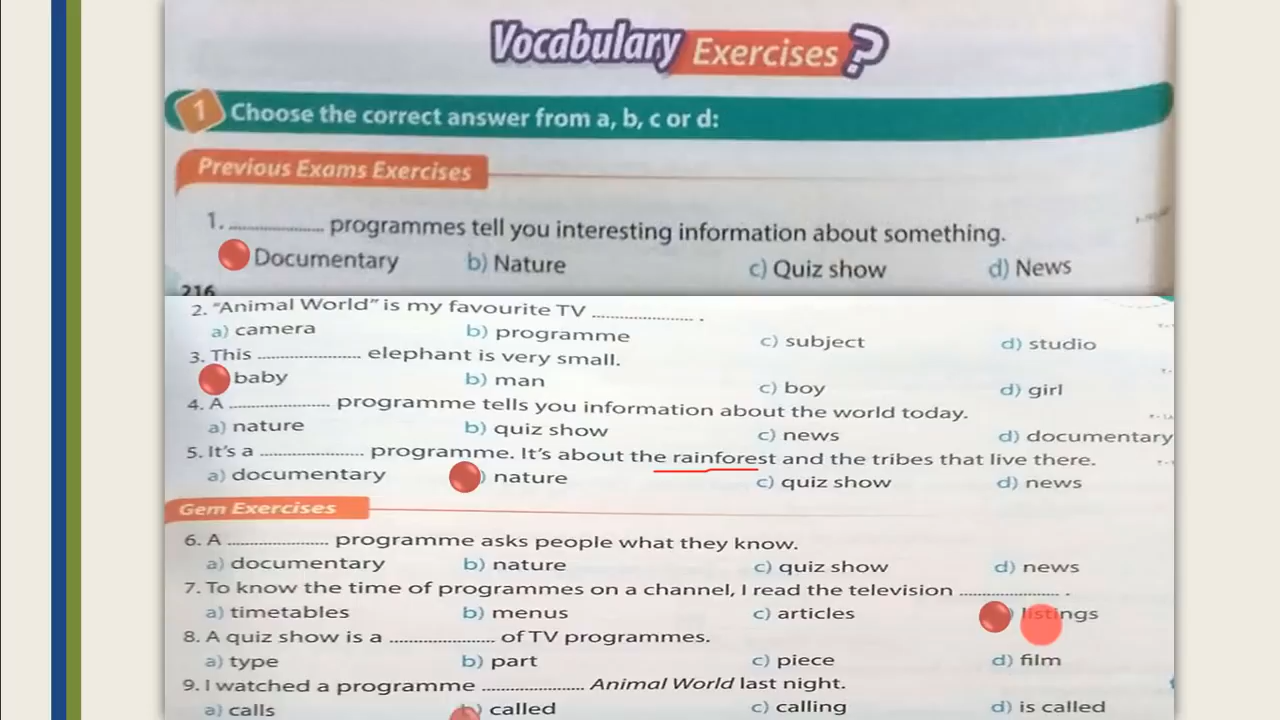 Vocabulary Exercises ?
1 Choose the correct answer from a, b, c or d:
Previous Exams Exercises
1. .................... programmes tell you interesting information about something.
Documentary b) Nature c) Quiz show d) News
216
2. "Animal World" is my favourite TV .................... .
a) camera b) programme c) subject d) studio
3. This .................... elephant is very small.
baby b) man c) boy d) girl
4. A .................... programme tells you information about the world today.
a) nature b) quiz show c) news d) documentary
5. It's a .................... programme. It's about the rainforest and the tribes that live there.
a) documentary ) nature c) quiz show d) news
Gem Exercises
6. A .................... programme asks people what they know.
a) documentary b) nature c) quiz show d) news
7. To know the time of programmes on a channel, I read the television .................... .
a) timetables b) menus c) articles ) listings
8. A quiz show is a .................... of TV programmes.
a) type b) part c) piece d) film
9. I watched a programme .................... Animal World last night.
a) calls b) called c) calling d) is called